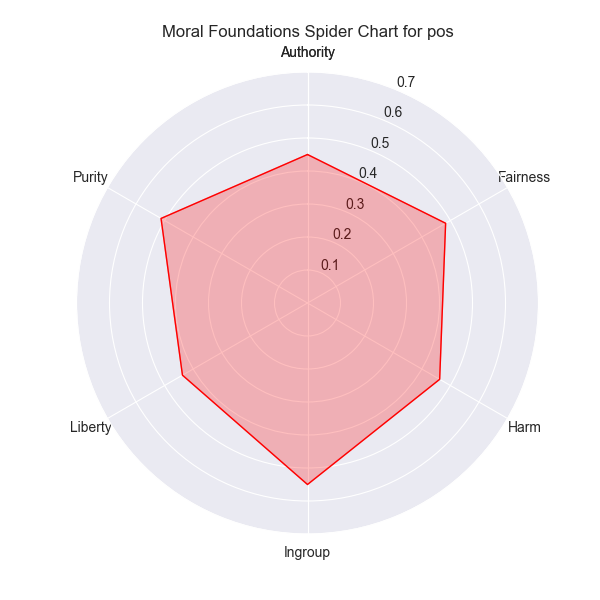 Moral Foundations Spider Chart for pos
Authority
0.7
0.6
0.5
0.4
0.3
0.2
0.1
Purity
Fairness
Liberty
Harm
Ingroup